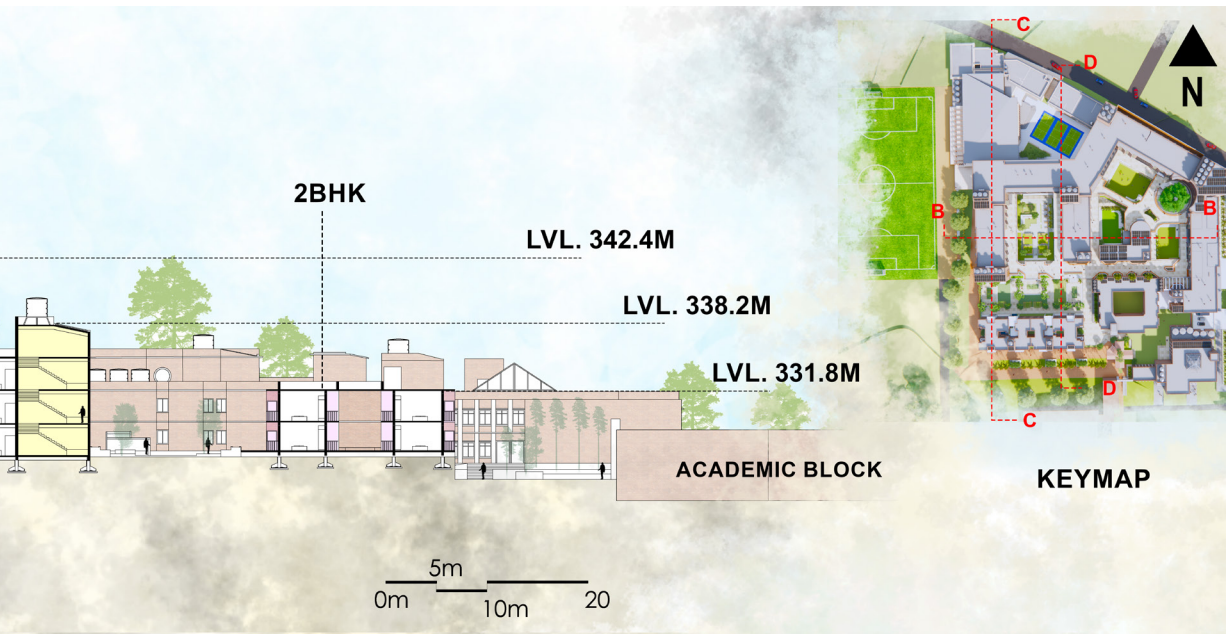 C
D
N
2BHK
B
B
LVL. 342.4M
LVL. 338.2M
LVL. 331.8M
D
C
ACADEMIC BLOCK
KEYMAP
5m
0m
10m
20